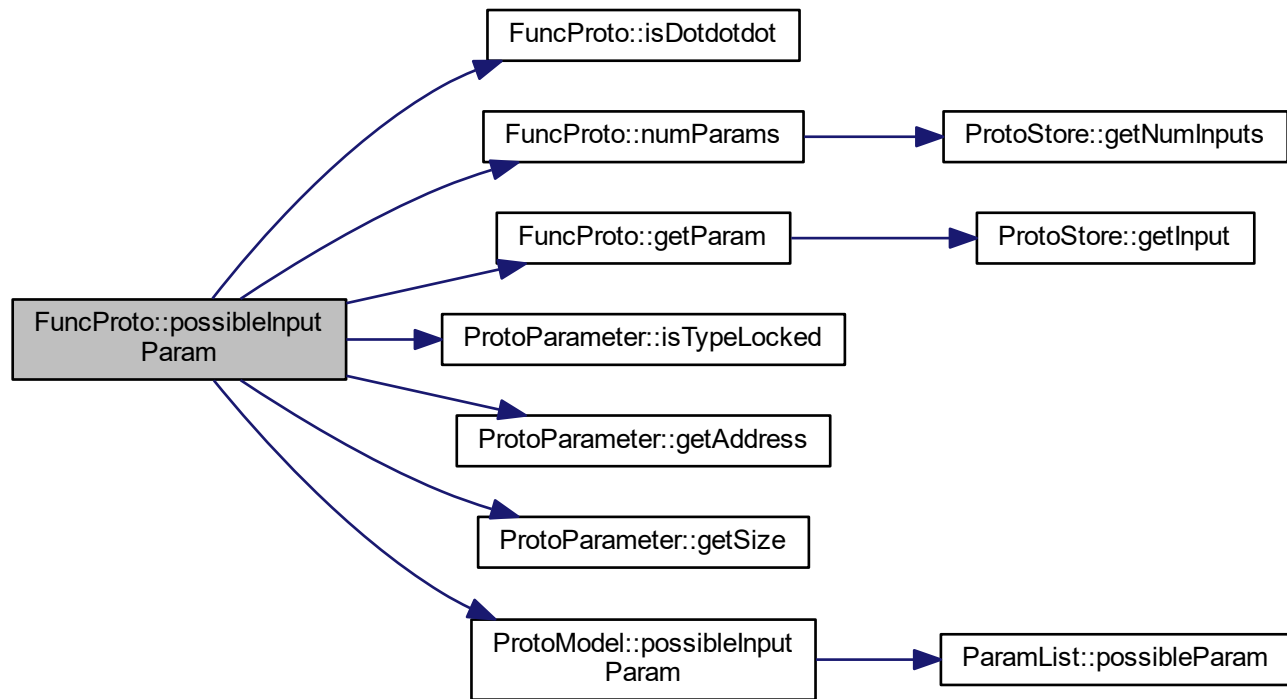 FuncProto::isDotdotdot
FuncProto::numParams
ProtoStore::getNumInputs
FuncProto::getParam
ProtoStore::getInput
FuncProto::possibleInput
Param
ProtoParameter::isTypeLocked
ProtoParameter::getAddress
ProtoParameter::getSize
ProtoModel::possibleInput
Param
ParamList::possibleParam